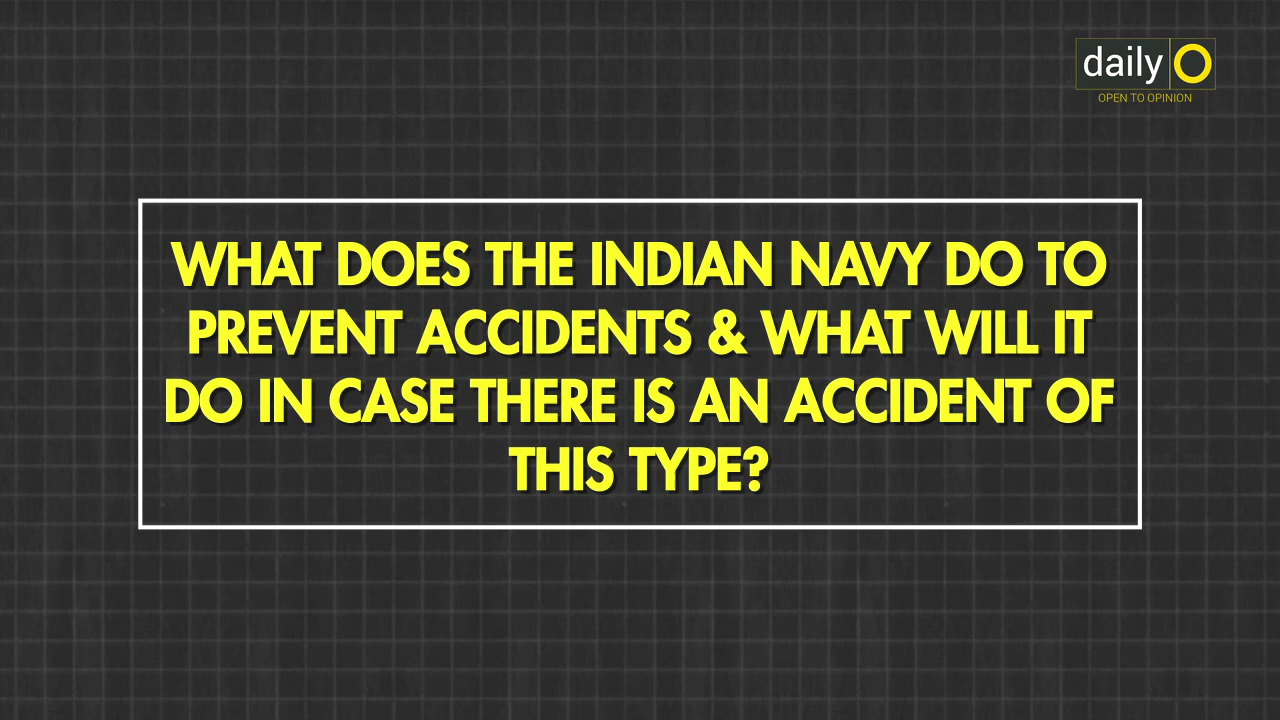 daily O
OPEN TO OPINION
WHAT DOES THE INDIAN NAVY DO TO
PREVENT ACCIDENTS & WHAT WILL IT
DO IN CASE THERE IS AN ACCIDENT OF
THIS TYPE?